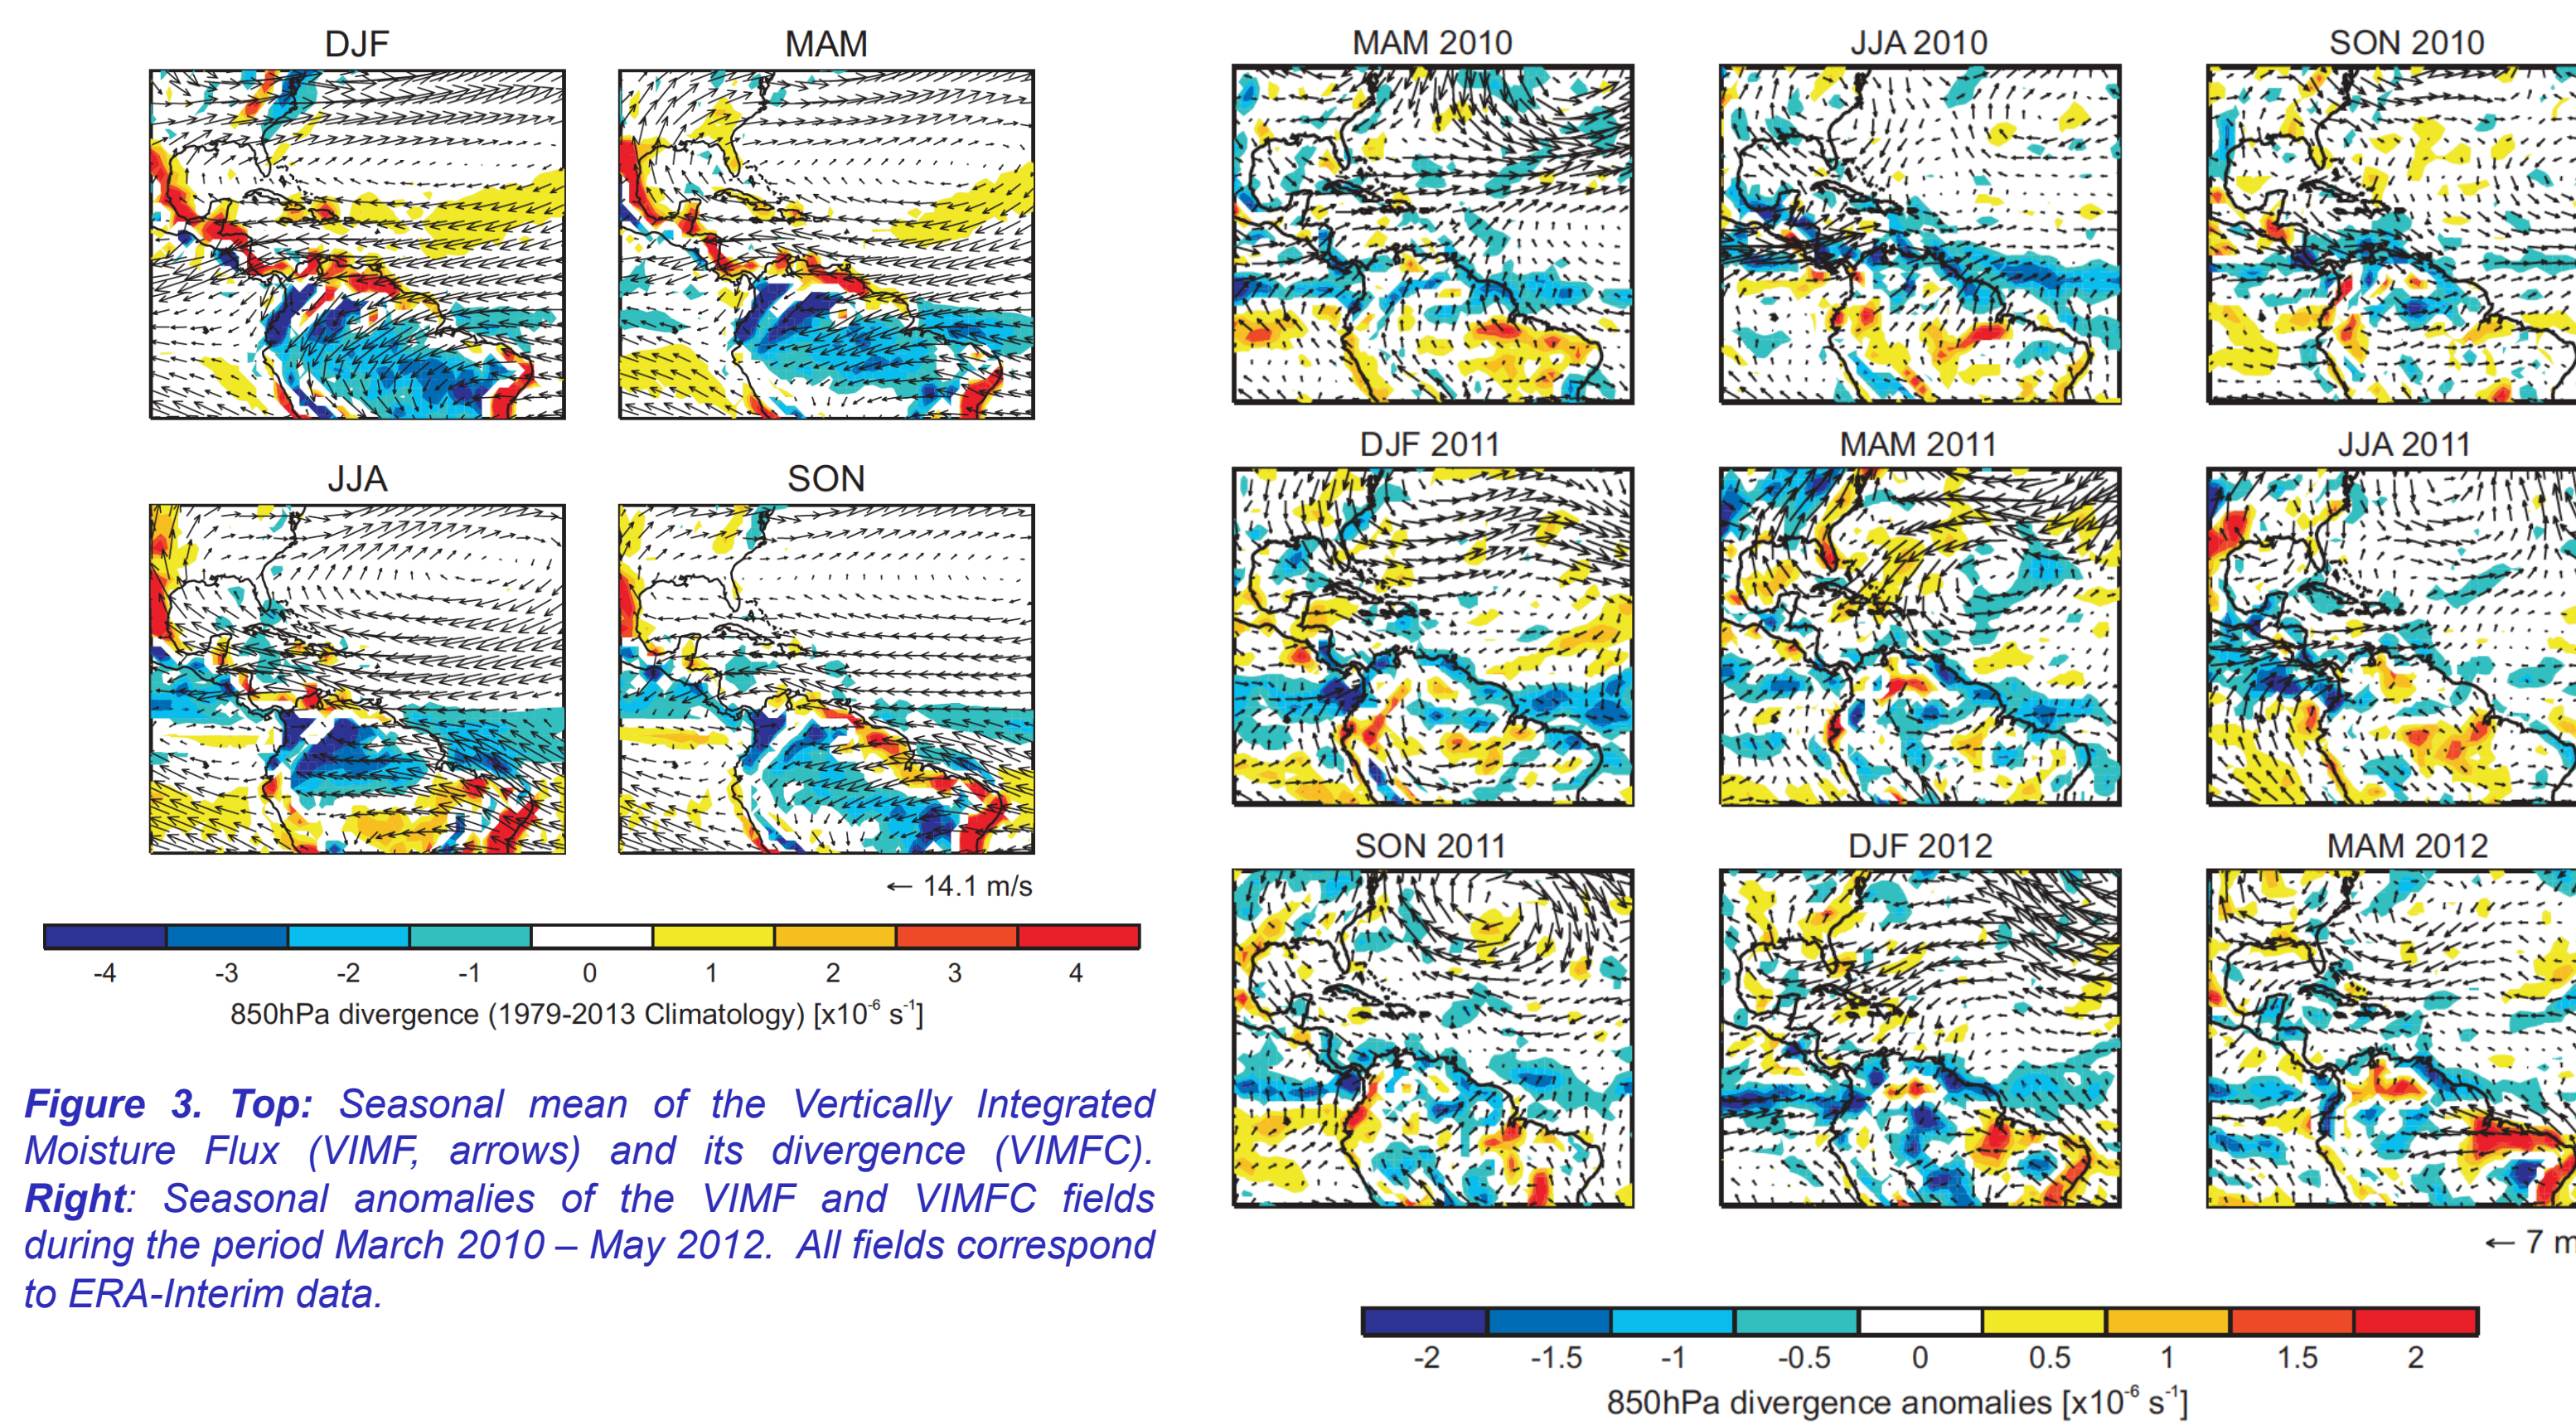 DJF
MAM
JJA
SON
← 14.1 m/s
-4 -3 -2 -1 0 1 2 3 4
850hPa divergence (1979-2013 Climatology) [x10⁻⁶ s⁻¹]
Figure 3. Top: Seasonal mean of the Vertically Integrated
Moisture Flux (VIMF, arrows) and its divergence (VIMFC).
Right: Seasonal anomalies of the VIMF and VIMFC fields
during the period March 2010 – May 2012. All fields correspond
to ERA-Interim data.
MAM 2010
JJA 2010
SON 2010
DJF 2011
MAM 2011
JJA 2011
SON 2011
DJF 2012
MAM 2012
← 7 m
-2 -1.5 -1 -0.5 0 0.5 1 1.5 2
850hPa divergence anomalies [x10⁻⁶ s⁻¹]